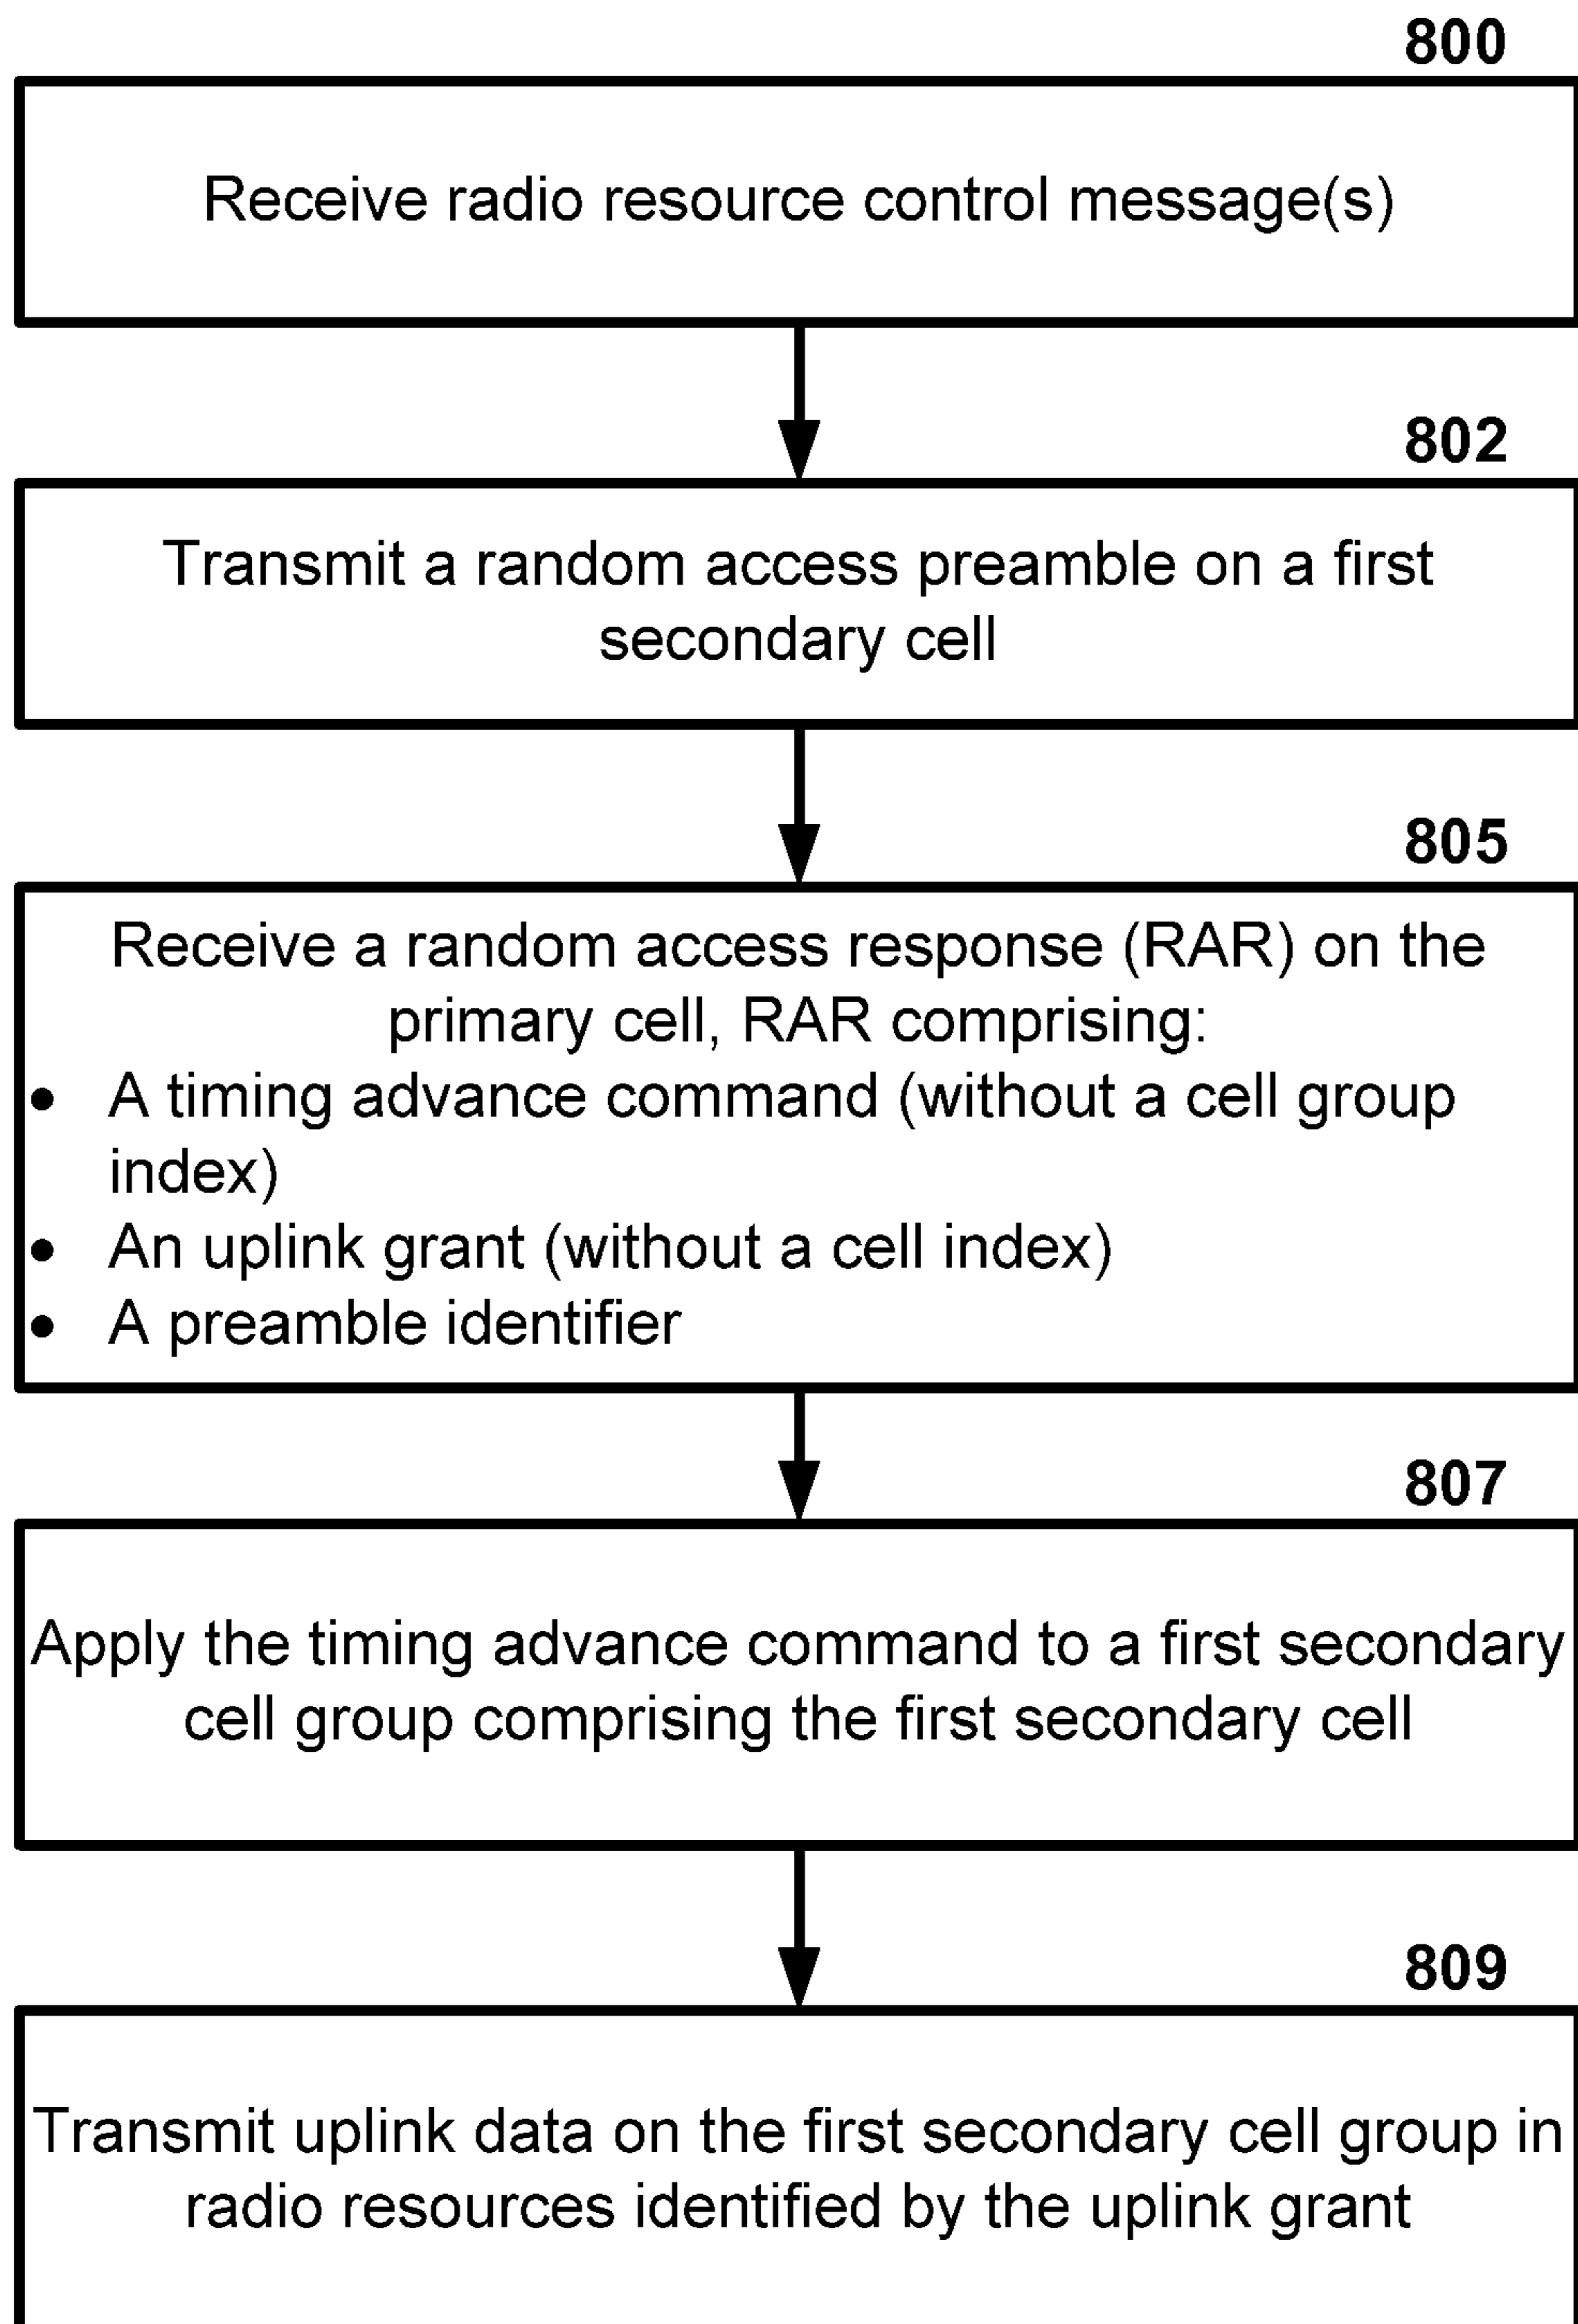 800
Receive radio resource control message(s)
802
Transmit a random access preamble on a first
secondary cell
805
Receive a random access response (RAR) on the
primary cell, RAR comprising:
• A timing advance command (without a cell group
index)
• An uplink grant (without a cell index)
• A preamble identifier
807
Apply the timing advance command to a first secondary
cell group comprising the first secondary cell
809
Transmit uplink data on the first secondary cell group in
radio resources identified by the uplink grant